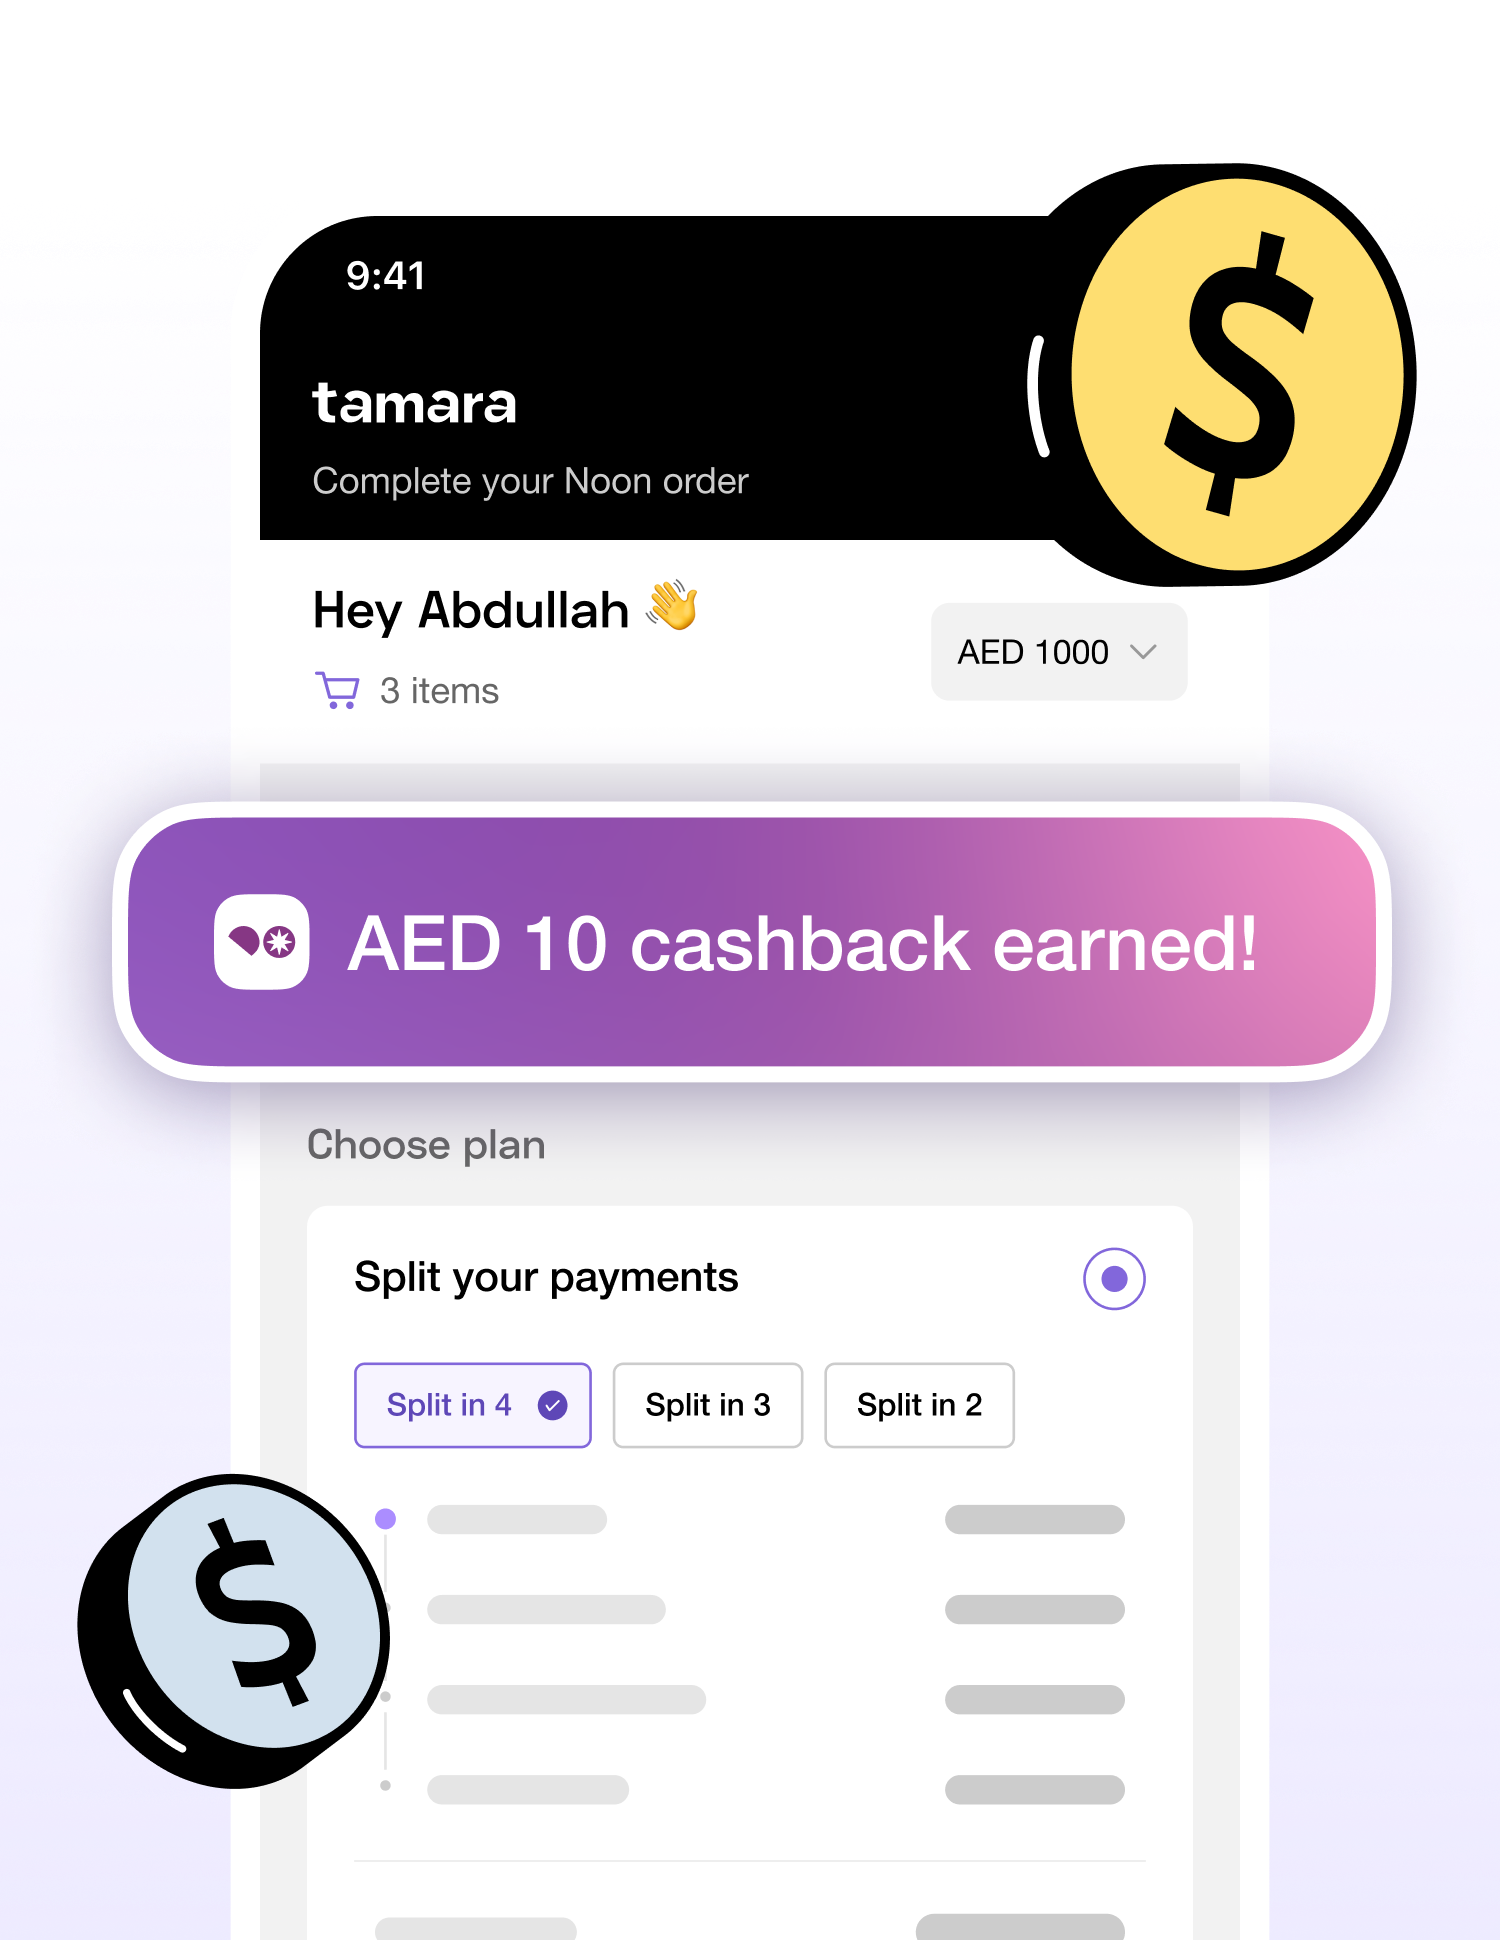 9:41
tamara
Complete your Noon order
Hey Abdullah 👋
AED 1000
3 items
AED 10 cashback earned!
Choose plan
Split your payments
Split in 4
Split in 3
Split in 2
$
$